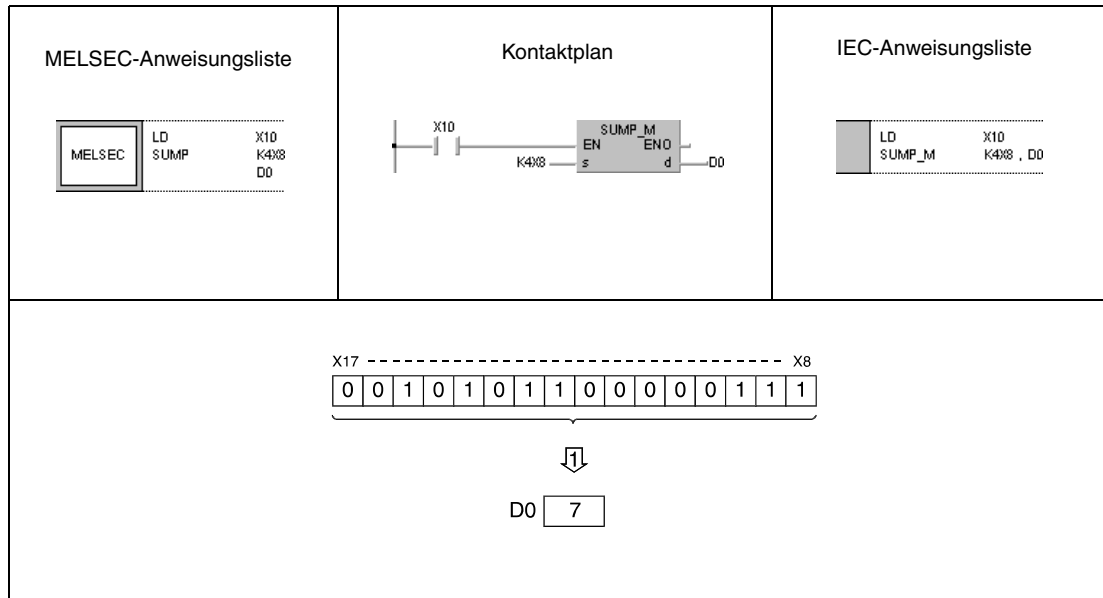 MELSEC-Anweisungsliste
MELSEC
LD X10
SUMP K4X8
D0
Kontaktplan
X10
SUMP_M
EN ENO
K4X8 s d D0
IEC-Anweisungsliste
LD X10
SUMP_M K4X8 , D0
X17 X8
0 0 1 0 1 0 1 1 0 0 0 0 0 1 1 1
1
D0 7